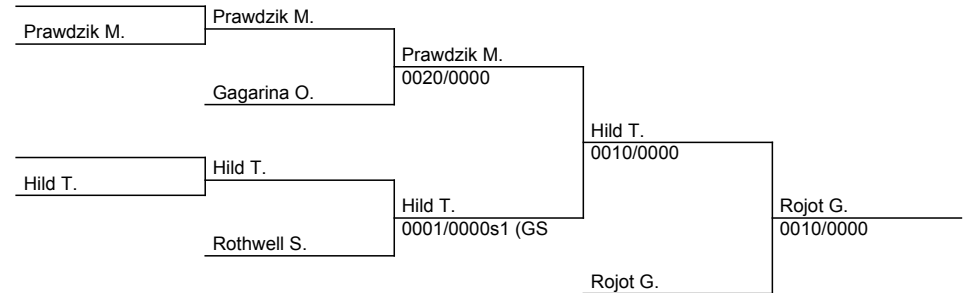 Prawdzik M.
Prawdzik M.
Gagarina O.
Prawdzik M.
0020/0000
Hild T.
Hild T.
Rothwell S.
Hild T.
0001/0000s1 (GS
Hild T.
0010/0000
Rojot G.
Rojot G.
0010/0000